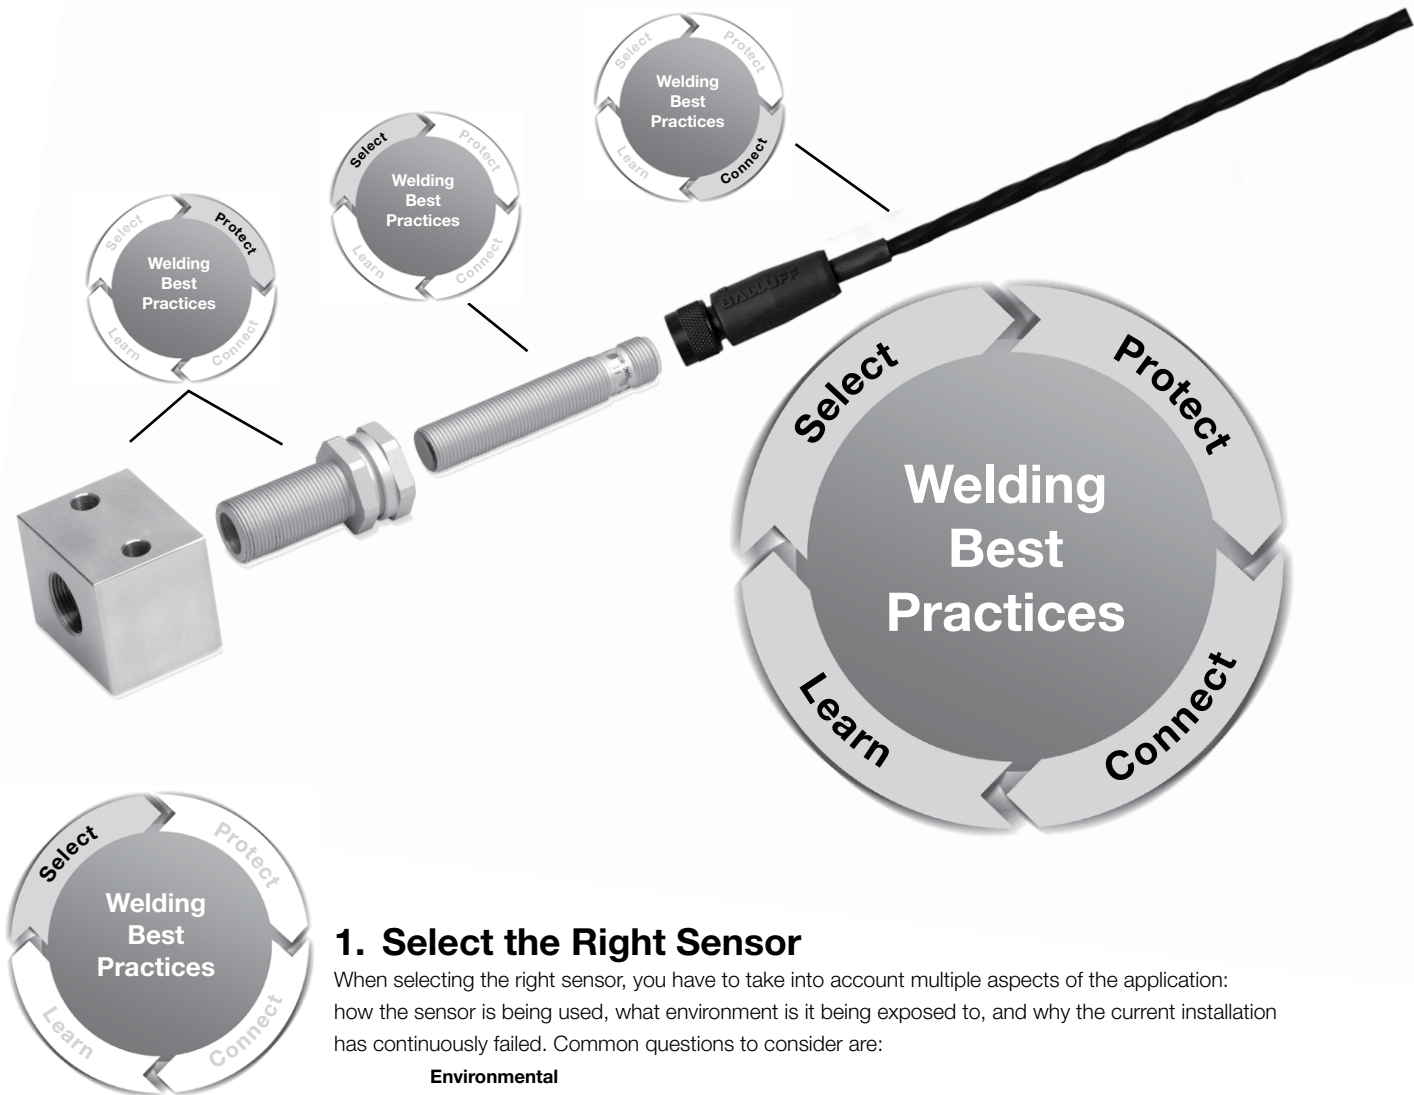 Select
Protect
Welding
Best
Practices
Learn
Connect
Select
Protect
Welding
Best
Practices
Learn
Connect
Select
Protect
Welding
Best
Practices
Learn
Connect
BALLUFF
Select
Protect
Welding
Best
Practices
Learn
Connect
Select
Protect
Welding
Best
Practices
Learn
Connect
1. Select the Right Sensor
When selecting the right sensor, you have to take into account multiple aspects of the application:
how the sensor is being used, what environment is it being exposed to, and why the current installation
has continuously failed. Common questions to consider are:
Environmental